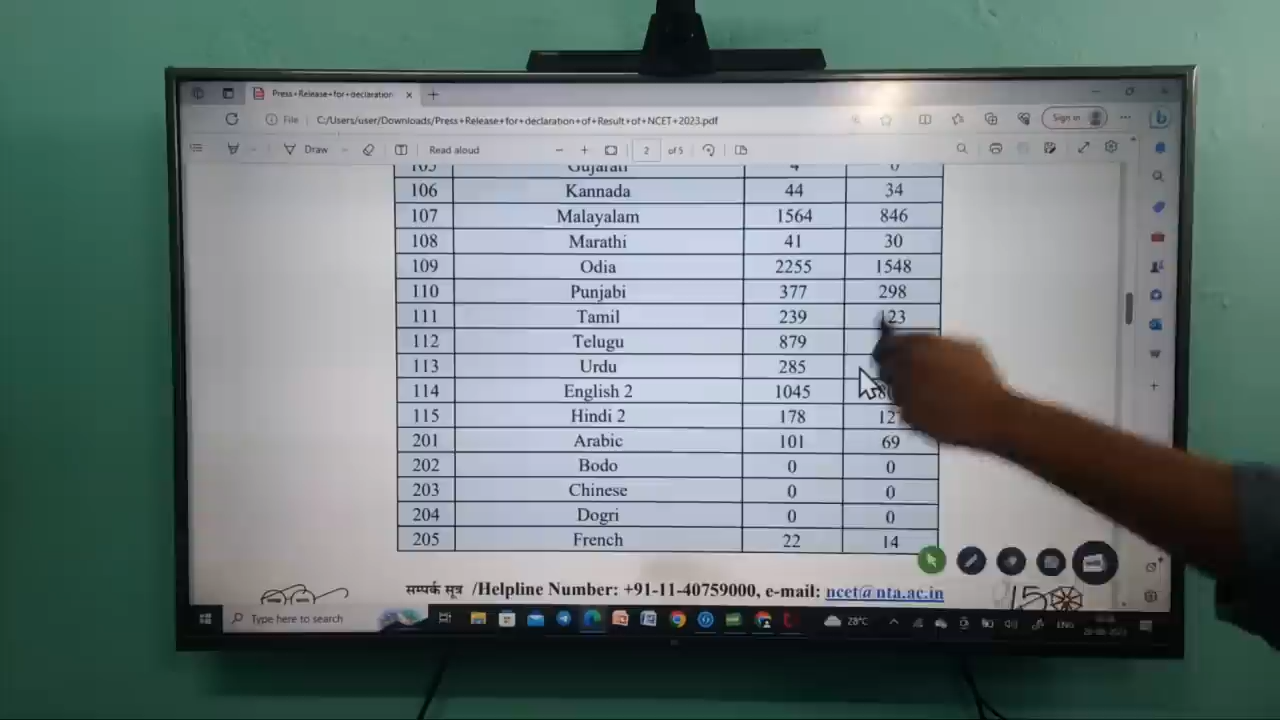 Press+Release+for+declaration
File C:/Users/user/Downloads/Press+Release+for+declaration+of+Result+of+NCET+2023.pdf Sign in
Draw Read aloud 2 of 5
105 Gujarati 4 0
106 Kannada 44 34
107 Malayalam 1564 846
108 Marathi 41 30
109 Odia 2255 1548
110 Punjabi 377 298
111 Tamil 239 123
112 Telugu 879
113 Urdu 285
114 English 2 1045
115 Hindi 2 178
201 Arabic 101 69
202 Bodo 0 0
203 Chinese 0 0
204 Dogri 0 0
205 French 22 14
सम्पर्क सूत्र /Helpline Number: +91-11-40759000, e-mail: ncet@nta.ac.in
Type here to search 28°C ENG